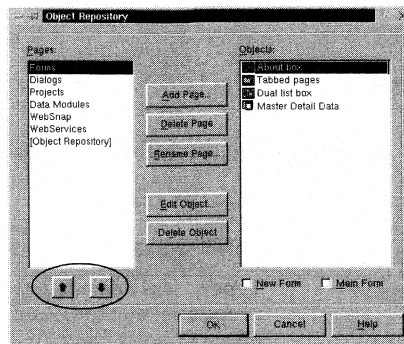 Object Repository
Pages:
Forms
Dialogs
Projects
Data Modules
WebSnap
WebServices
[Object Repository]
Add Page...
Delete Page
Rename Page...
Edit Object...
Delete Object
Objects:
About box
Tabbed pages
Dual list box
Master Detail Data
New Form
Main Form
OK
Cancel
Help